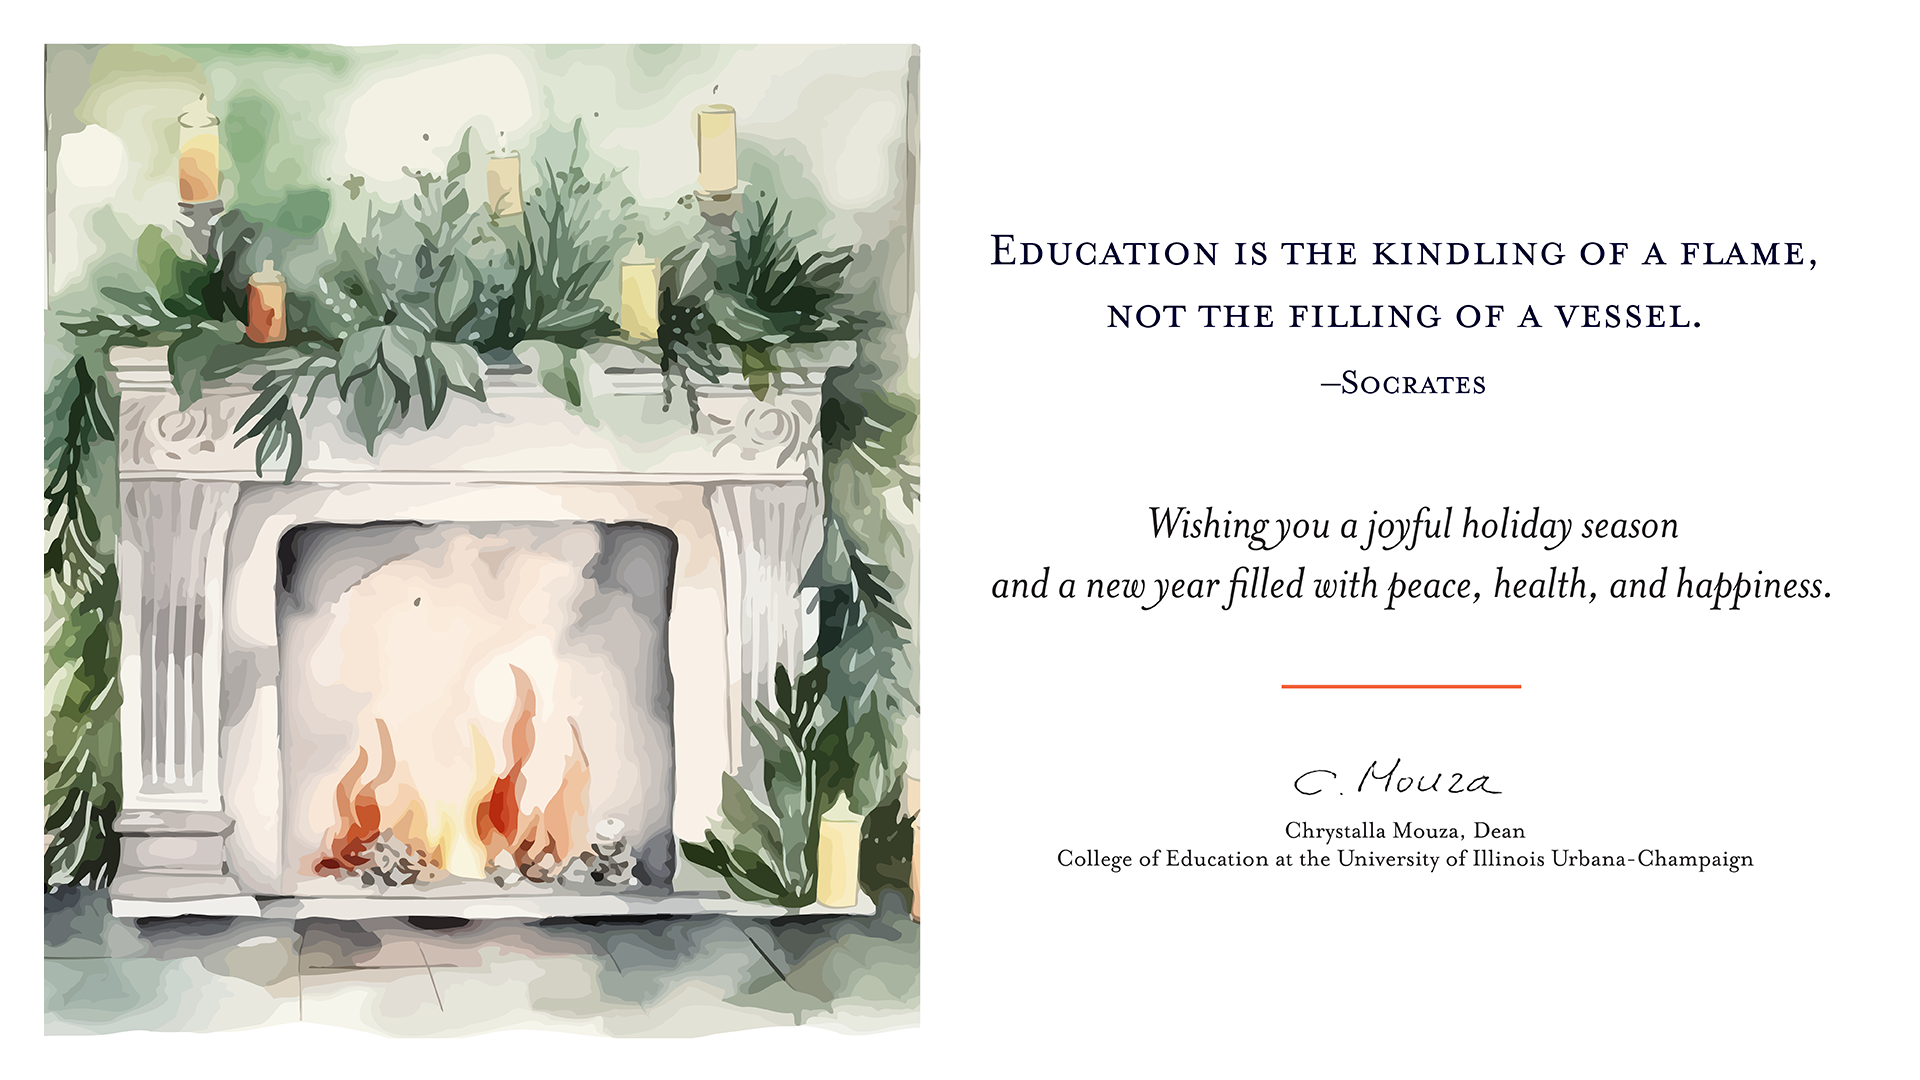 Education is the kindling of a flame,
not the filling of a vessel.
–Socrates
Wishing you a joyful holiday season
and a new year filled with peace, health, and happiness.
C. Mouza
Chrystalla Mouza, Dean
College of Education at the University of Illinois Urbana-Champaign